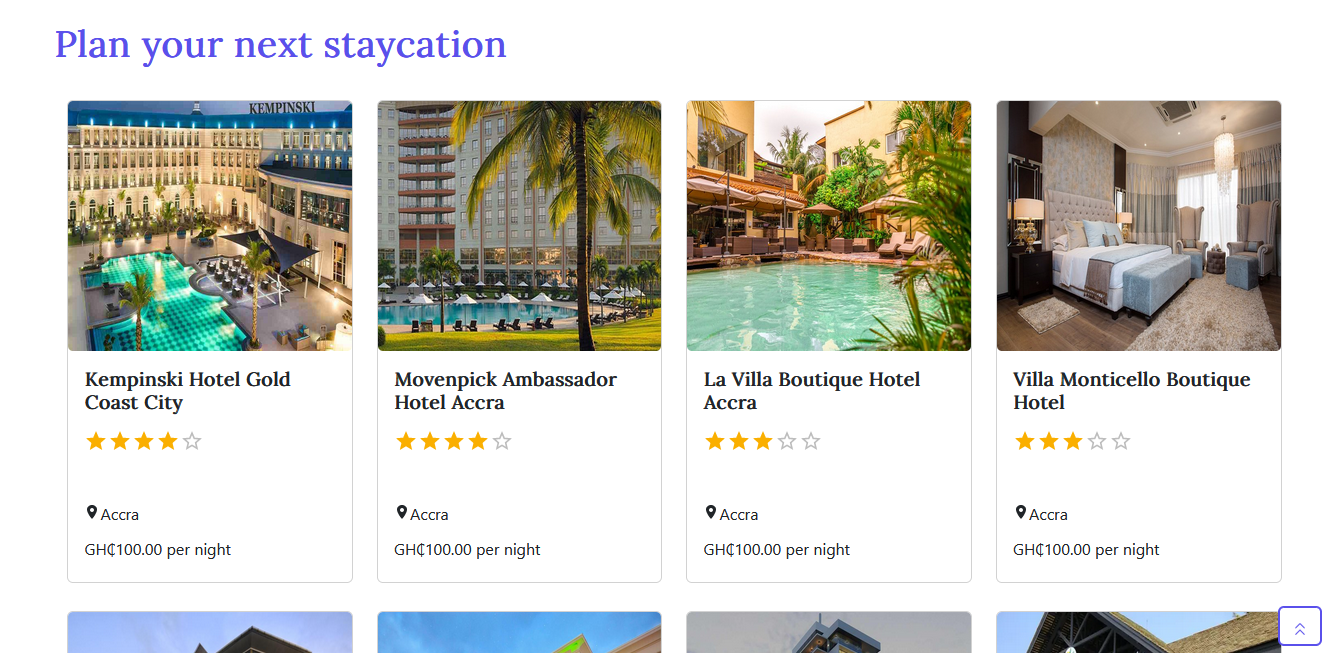 Plan your next staycation
KEMPINSKI
Kempinski Hotel Gold
Coast City
Accra
GH₵100.00 per night
Movenpick Ambassador
Hotel Accra
Accra
GH₵100.00 per night
La Villa Boutique Hotel
Accra
Accra
GH₵100.00 per night
Villa Monticello Boutique
Hotel
Accra
GH₵100.00 per night